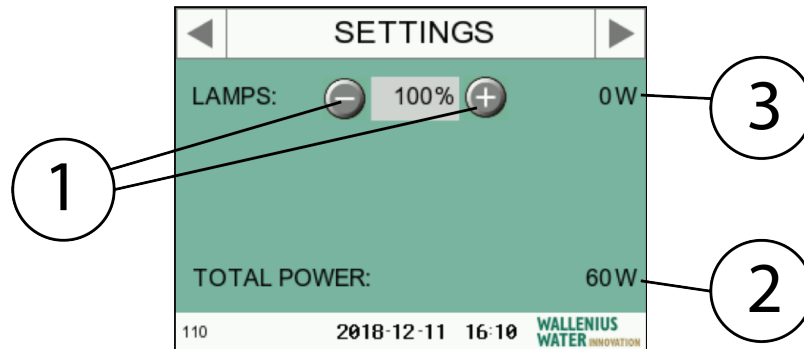 SETTINGS
LAMPS: − 100% + 0W
3
1
TOTAL POWER: 60W
2
110 2018-12-11 16:10 WALLENIUS
WATER INNOVATION